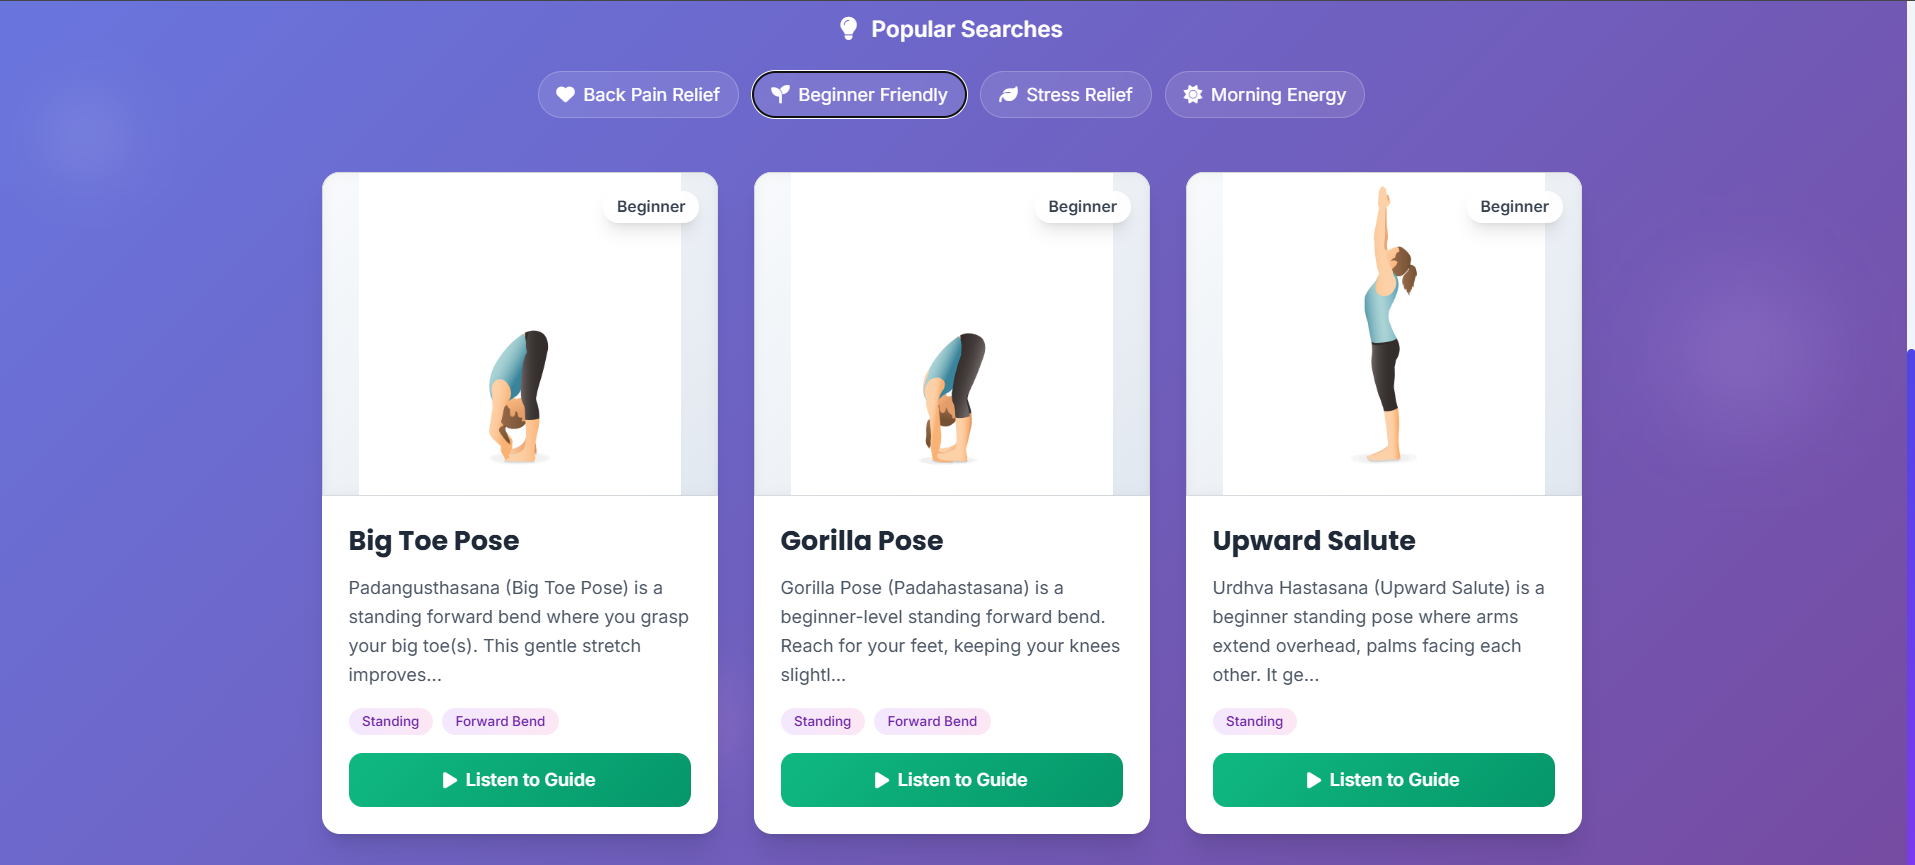 Popular Searches
Back Pain Relief
Beginner Friendly
Stress Relief
Morning Energy
Beginner
Big Toe Pose
Padangusthasana (Big Toe Pose) is a
standing forward bend where you grasp
your big toe(s). This gentle stretch
improves...
Standing
Forward Bend
Listen to Guide
Beginner
Gorilla Pose
Gorilla Pose (Padahastasana) is a
beginner-level standing forward bend.
Reach for your feet, keeping your knees
slightl...
Standing
Forward Bend
Listen to Guide
Beginner
Upward Salute
Urdhva Hastasana (Upward Salute) is a
beginner standing pose where arms
extend overhead, palms facing each
other. It ge...
Standing
Listen to Guide